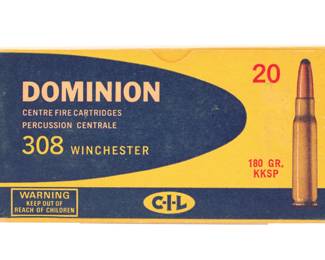 DOMINION
20
CENTRE FIRE CARTRIDGES
PERCUSSION CENTRALE
308 WINCHESTER
180 GR.
KKSP
WARNING
KEEP OUT OF
REACH OF CHILDREN
C-I-L